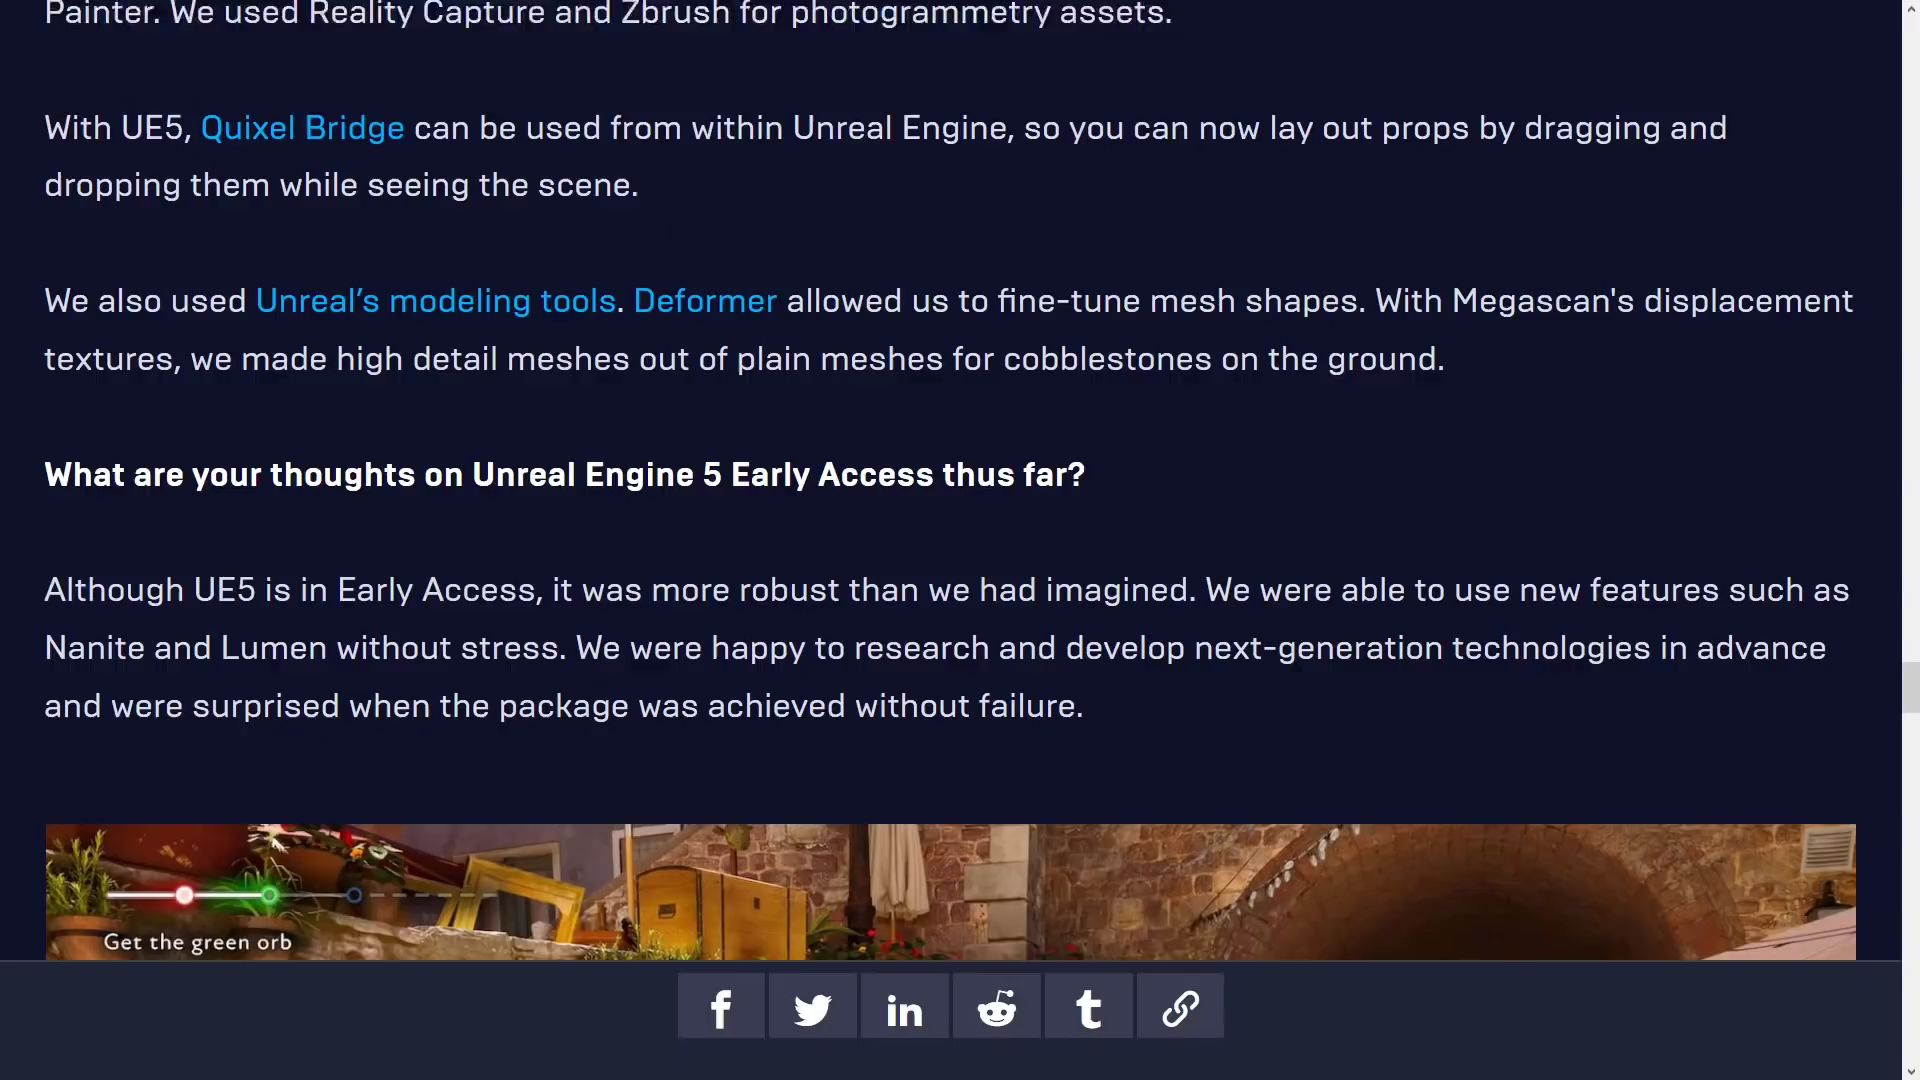 Painter. We used Reality Capture and Zbrush for photogrammetry assets.
With UE5, Quixel Bridge can be used from within Unreal Engine, so you can now lay out props by dragging and
dropping them while seeing the scene.
We also used Unreal’s modeling tools. Deformer allowed us to fine-tune mesh shapes. With Megascan's displacement
textures, we made high detail meshes out of plain meshes for cobblestones on the ground.
What are your thoughts on Unreal Engine 5 Early Access thus far?
Although UE5 is in Early Access, it was more robust than we had imagined. We were able to use new features such as
Nanite and Lumen without stress. We were happy to research and develop next-generation technologies in advance
and were surprised when the package was achieved without failure.
Get the green orb